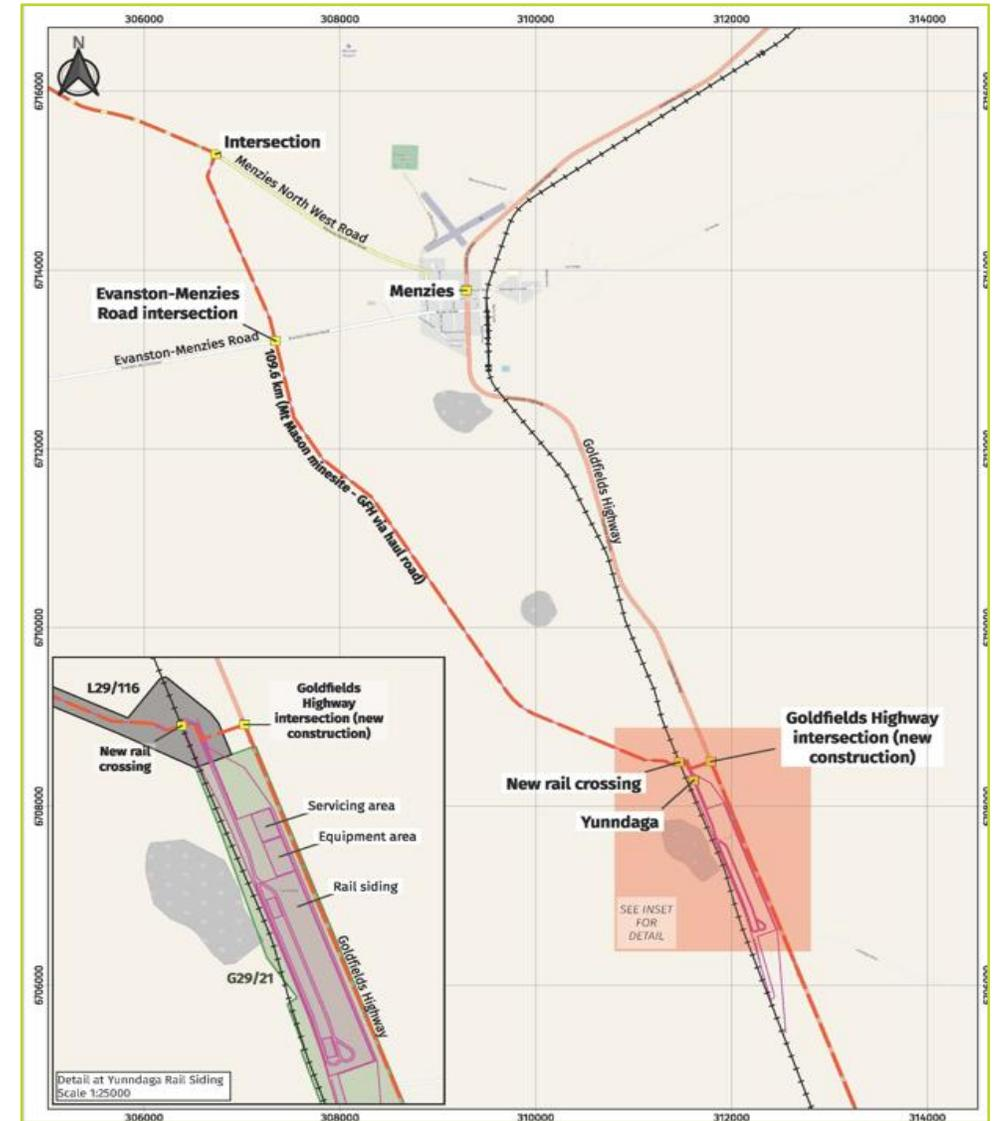 306000
308000
310000
312000
314000
N
6716000
Intersection
Menzies North West Road
6714000
Menzies
Evanston-Menzies
Road intersection
Evanston-Menzies Road
109.6 km (Mt Mason minesite - GFH via haul road)
6712000
Goldfields Highway
6710000
Goldfields Highway
intersection (new
construction)
New rail crossing
Yunndaga
6708000
SEE INSET
FOR
DETAIL
6706000
L29/116
Goldfields
Highway
intersection (new
construction)
New rail
crossing
Servicing area
Equipment area
Rail siding
G29/21
Goldfields Highway
Detail at Yunndaga Rail Siding
Scale 1:25000
306000
308000
310000
312000
314000